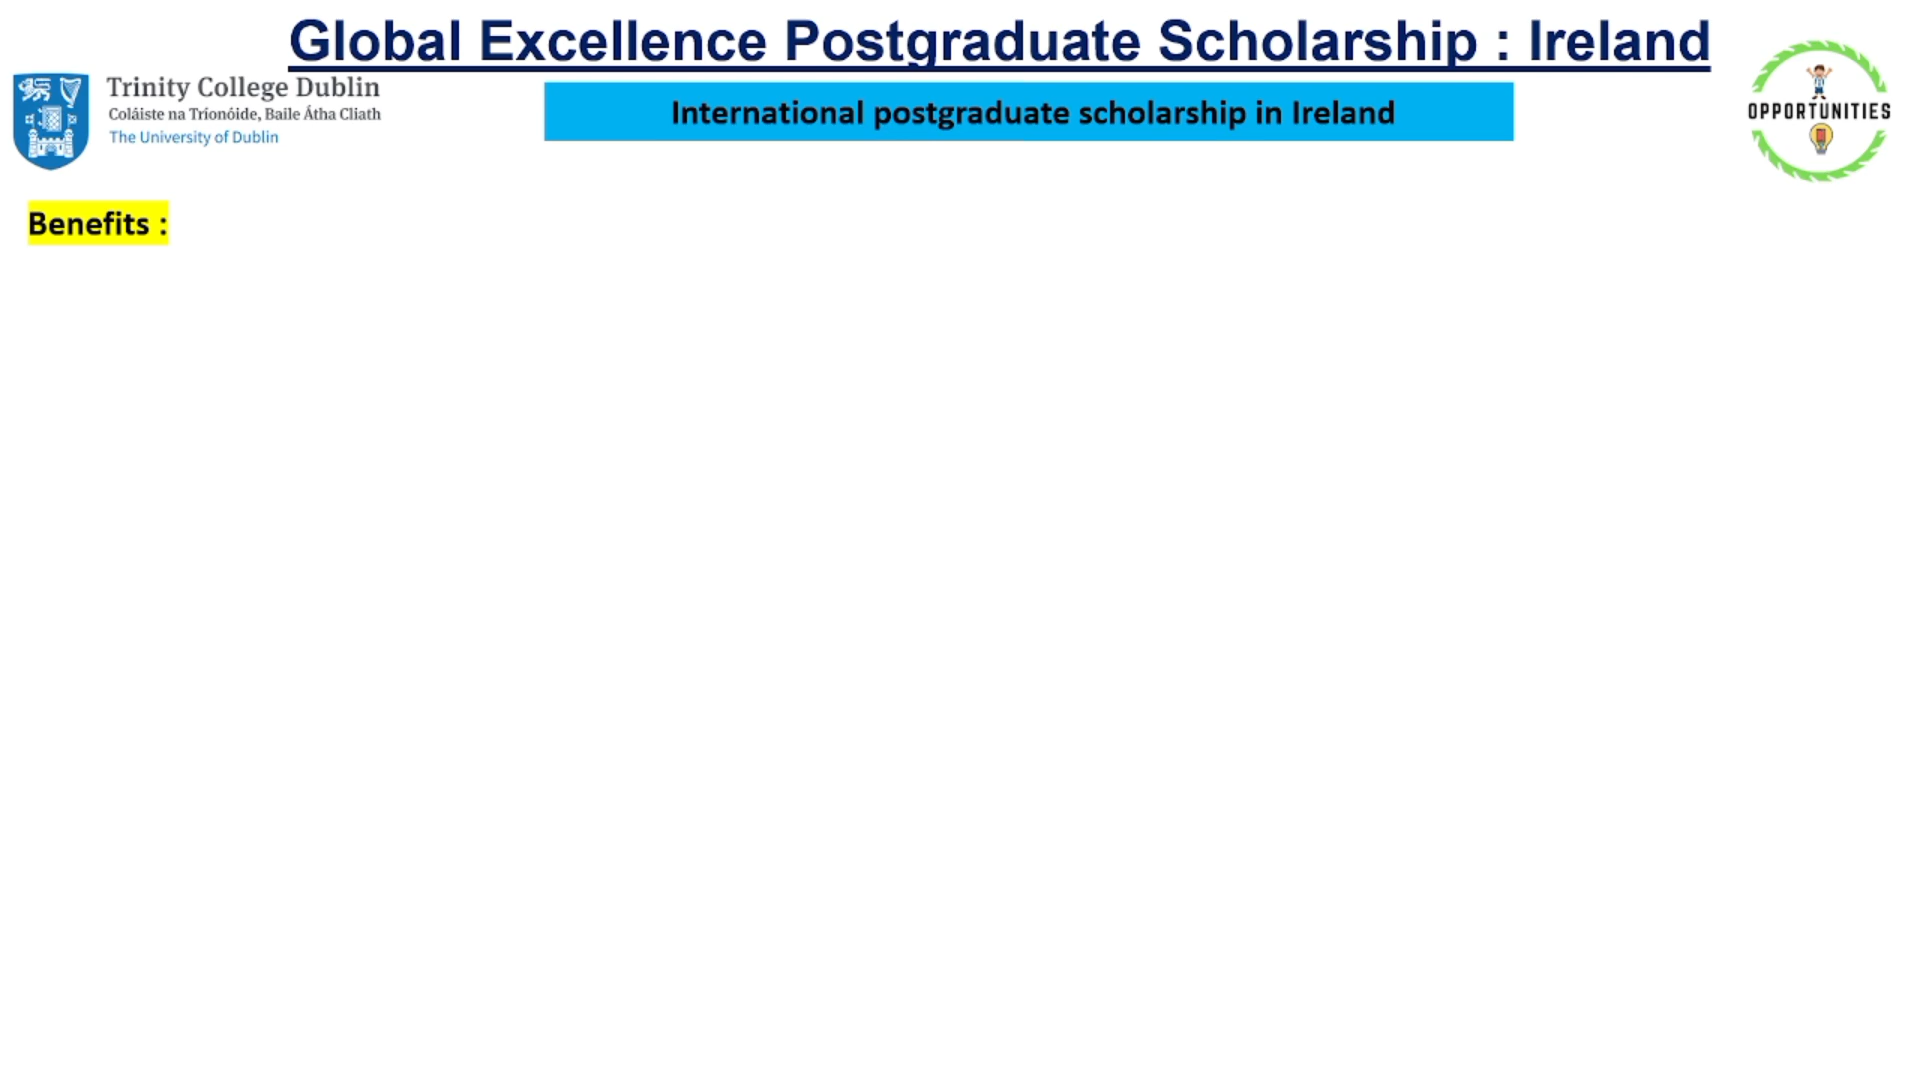 Global Excellence Postgraduate Scholarship : Ireland
Trinity College Dublin
Coláiste na Tríonóide, Baile Átha Cliath
The University of Dublin
International postgraduate scholarship in Ireland
OPPORTUNITIES
Benefits :